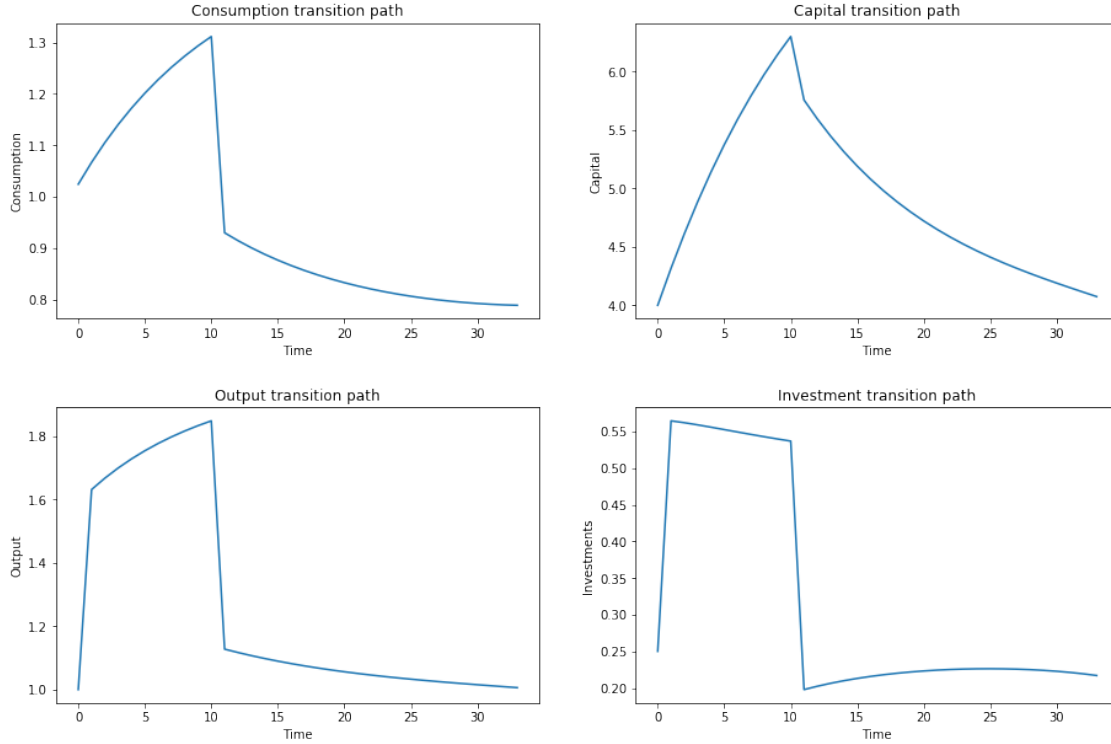 Consumption transition path
1.3
1.2
1.1
1.0
0.9
0.8
Consumption
0 5 10 15 20 25 30
Time
Capital transition path
6.0
5.5
5.0
4.5
4.0
Capital
0 5 10 15 20 25 30
Time
Output transition path
1.8
1.6
1.4
1.2
1.0
Output
0 5 10 15 20 25 30
Time
Investment transition path
0.55
0.50
0.45
0.40
0.35
0.30
0.25
0.20
Investments
0 5 10 15 20 25 30
Time